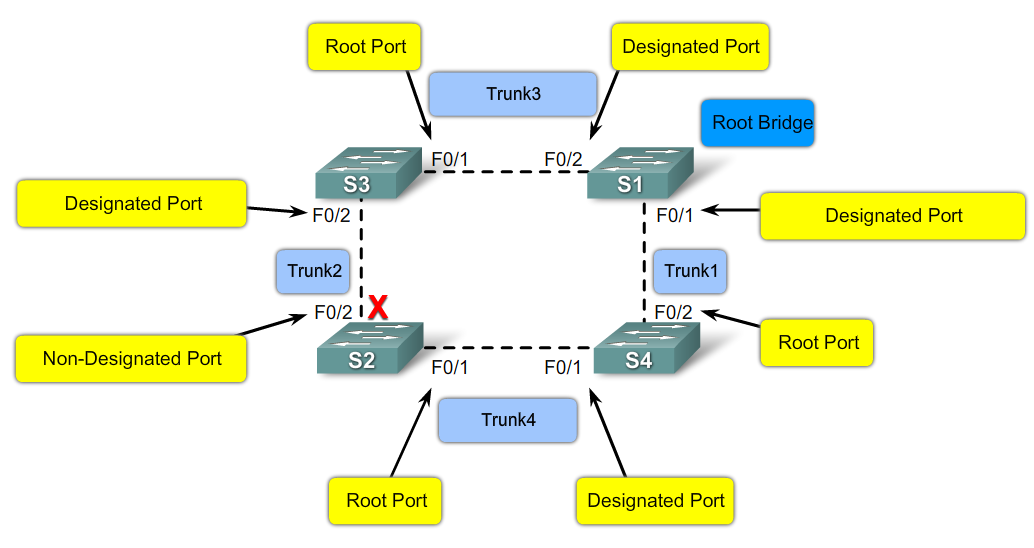 Root Port
Designated Port
Trunk3
Root Bridge
F0/1
F0/2
S3
S1
Designated Port
F0/2
F0/1
Designated Port
Trunk2
Trunk1
F0/2
X
F0/2
Non-Designated Port
Root Port
S2
S4
F0/1
F0/1
Trunk4
Root Port
Designated Port